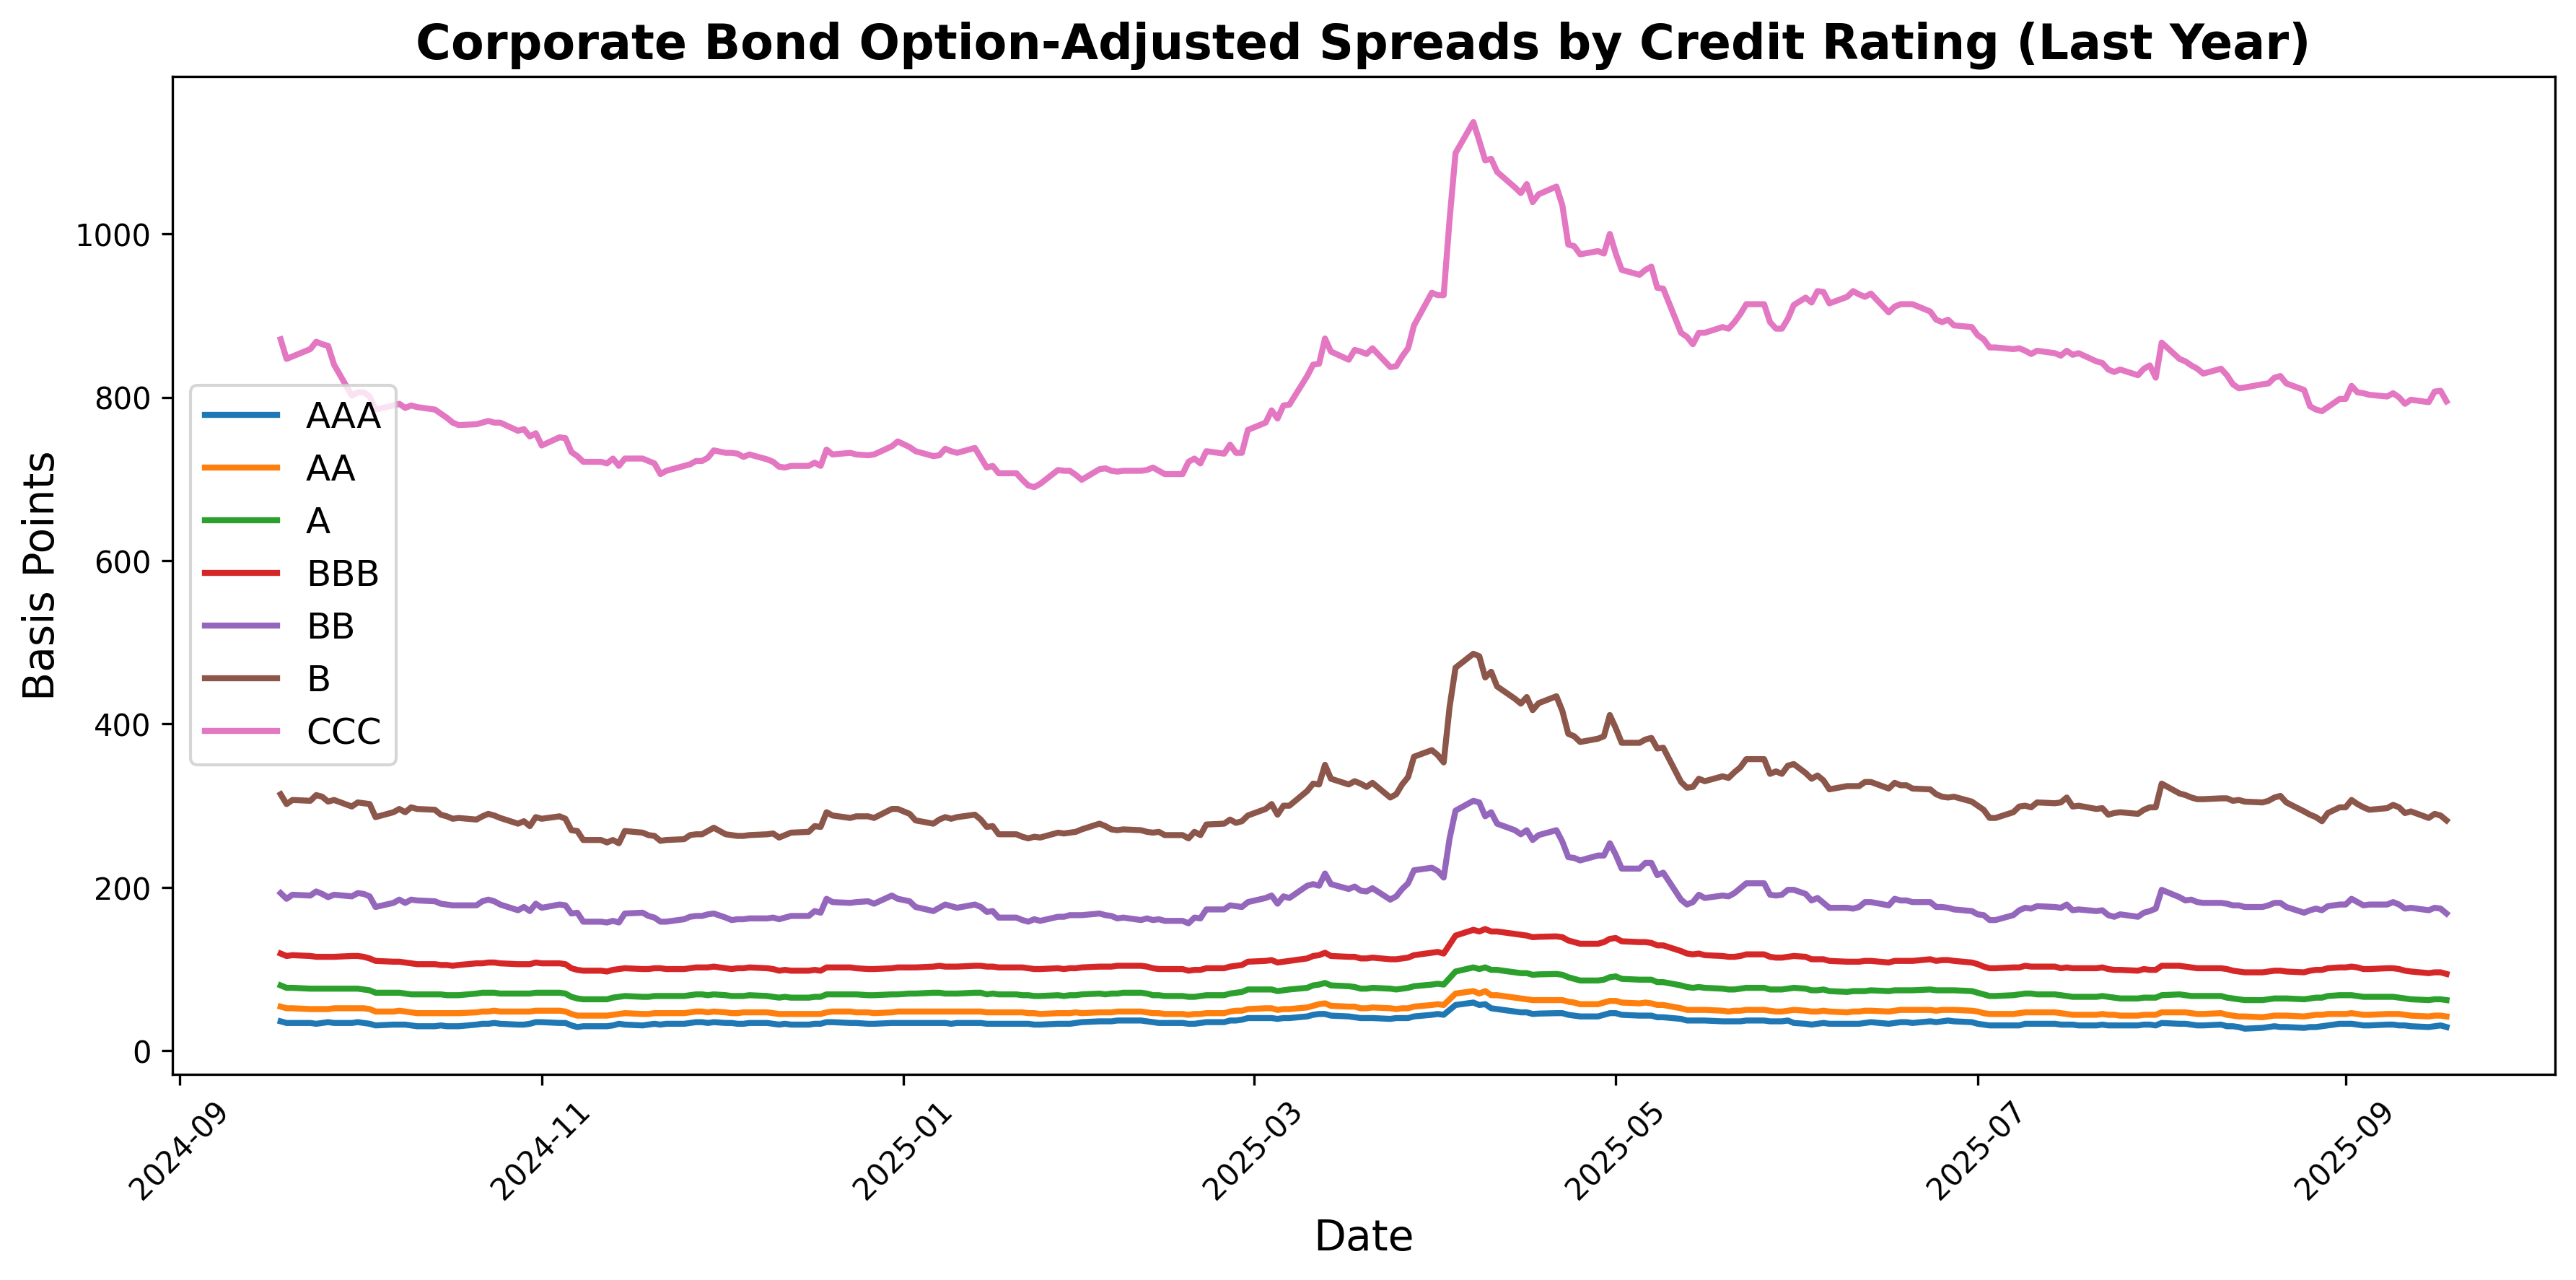 Corporate Bond Option-Adjusted Spreads by Credit Rating (Last Year)
Basis Points
1000
800
600
400
200
0
AAA
AA
A
BBB
BB
B
CCC
2024-09
2024-11
2025-01
2025-03
2025-05
2025-07
2025-09
Date